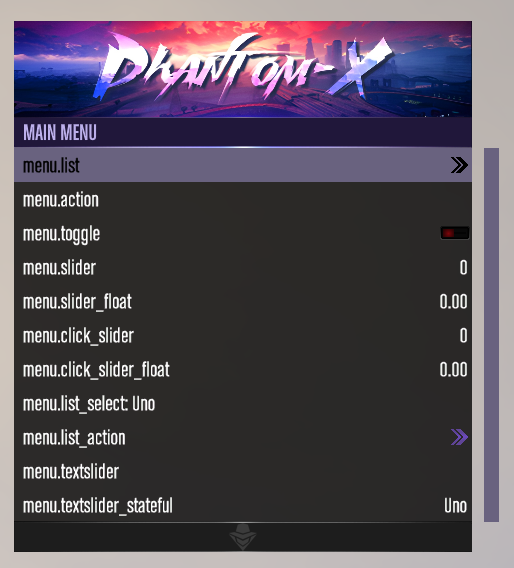 Phantom-X
MAIN MENU
menu.list
menu.action
menu.toggle
menu.slider 0
menu.slider_float 0.00
menu.click_slider 0
menu.click_slider_float 0.00
menu.list_select: Uno
menu.list_action
menu.textslider
menu.textslider_stateful Uno